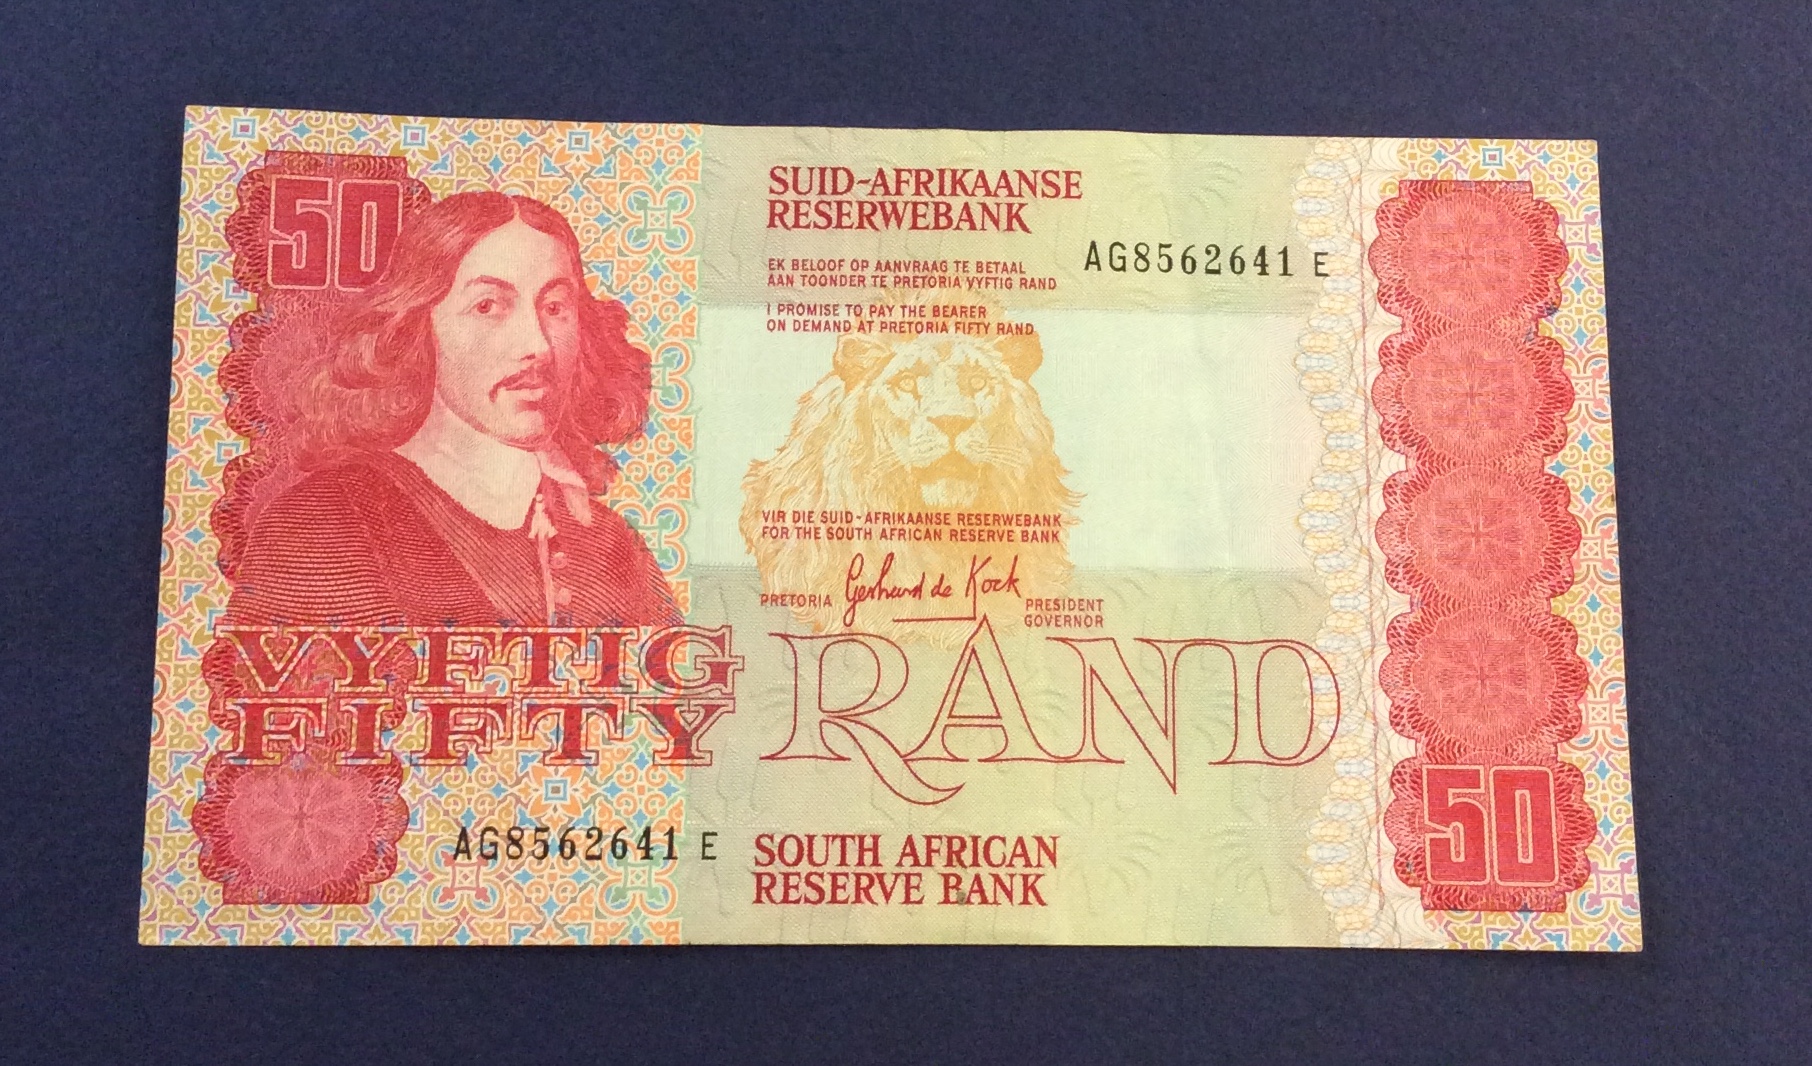 50
SUID-AFRIKAANSE
RESERWEBANK
AG8562641 E
EK BELOOF OP AANVRAAG TE BETAAL
AAN TOONDER TE PRETORIA VYFTIG RAND
I PROMISE TO PAY THE BEARER
ON DEMAND AT PRETORIA FIFTY RAND
VIR DIE SUID-AFRIKAANSE RESERWEBANK
FOR THE SOUTH AFRICAN RESERVE BANK
PRETORIA Gerhard de Kock PRESIDENT
GOVERNOR
VYFTIG
FIFTY
RAND
50
AG8562641 E
SOUTH AFRICAN
RESERVE BANK